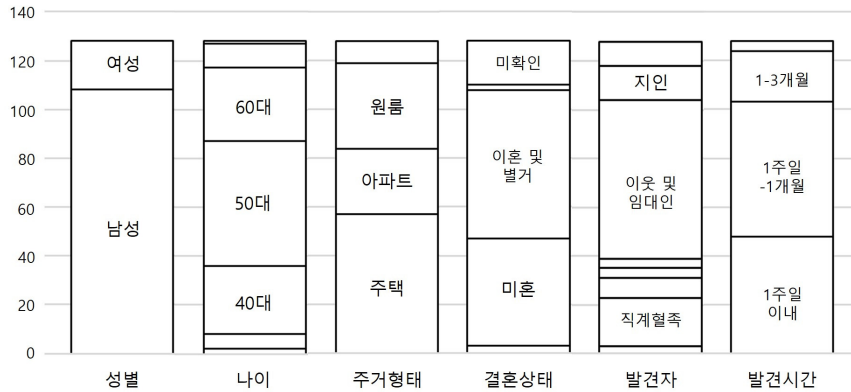 140
120
100
80
60
40
20
0
여성
남성
60대
50대
40대
원룸
아파트
주택
미확인
이혼 및
별거
미혼
지인
이웃 및
임대인
직계혈족
1-3개월
1주일
-1개월
1주일
이내
성별
나이
주거형태
결혼상태
발견자
발견시간